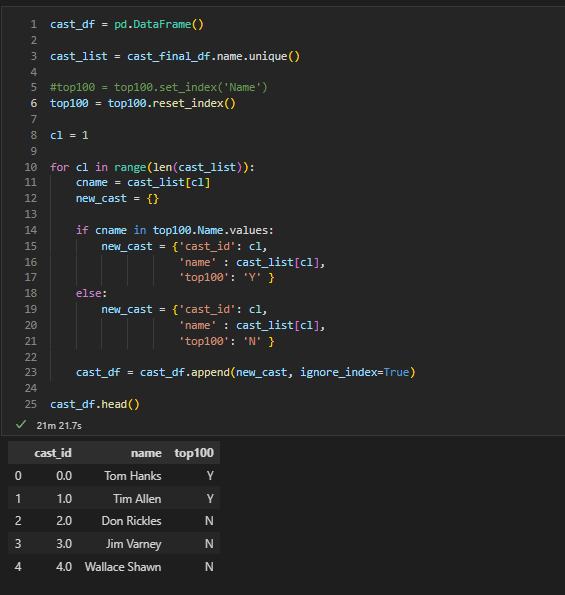 1 cast_df = pd.DataFrame()
2
3 cast_list = cast_final_df.name.unique()
4
5 #top100 = top100.set_index('Name')
6 top100 = top100.reset_index()
7
8 cl = 1
9
10 for cl in range(len(cast_list)):
11     cname = cast_list[cl]
12     new_cast = {}
13
14     if cname in top100.Name.values:
15         new_cast = {'cast_id': cl,
16                     'name' : cast_list[cl],
17                     'top100': 'Y' }
18     else:
19         new_cast = {'cast_id': cl,
20                     'name' : cast_list[cl],
21                     'top100': 'N' }
22
23     cast_df = cast_df.append(new_cast, ignore_index=True)
24
25 cast_df.head()
21m 21.7s
cast_id name top100
0 0.0 Tom Hanks Y
1 1.0 Tim Allen Y
2 2.0 Don Rickles N
3 3.0 Jim Varney N
4 4.0 Wallace Shawn N